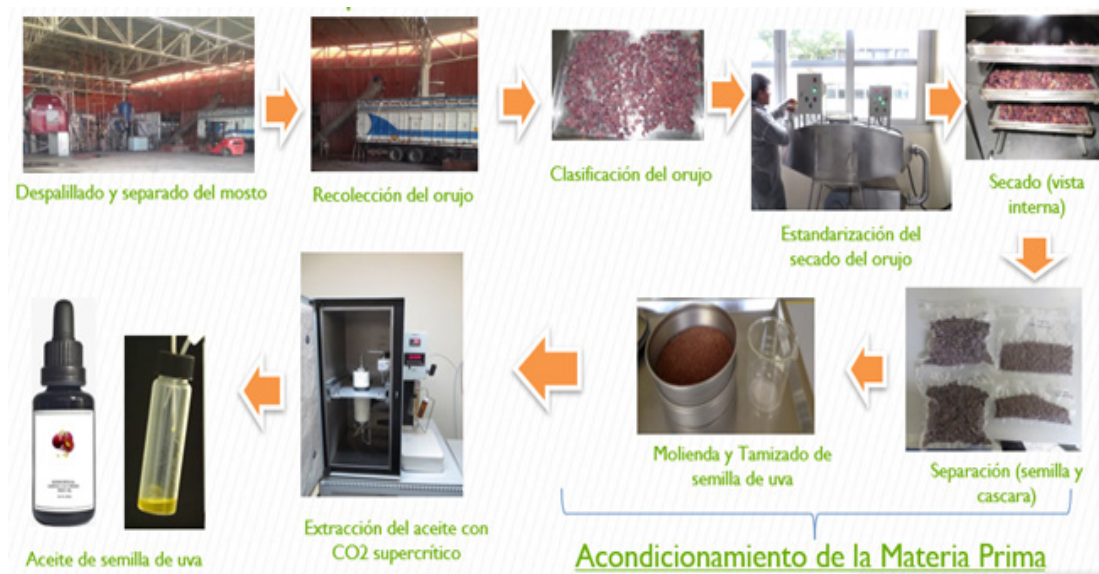 Despalillado y separado del mosto
Recolección del orujo
Clasificación del orujo
Estandarización del
secado del orujo
Secado (vista
interna)
Separación (semilla y
cascara)
Molienda y Tamizado de
semilla de uva
Extracción del aceite con
CO2 supercrítico
Aceite de semilla de uva
Acondicionamiento de la Materia Prima